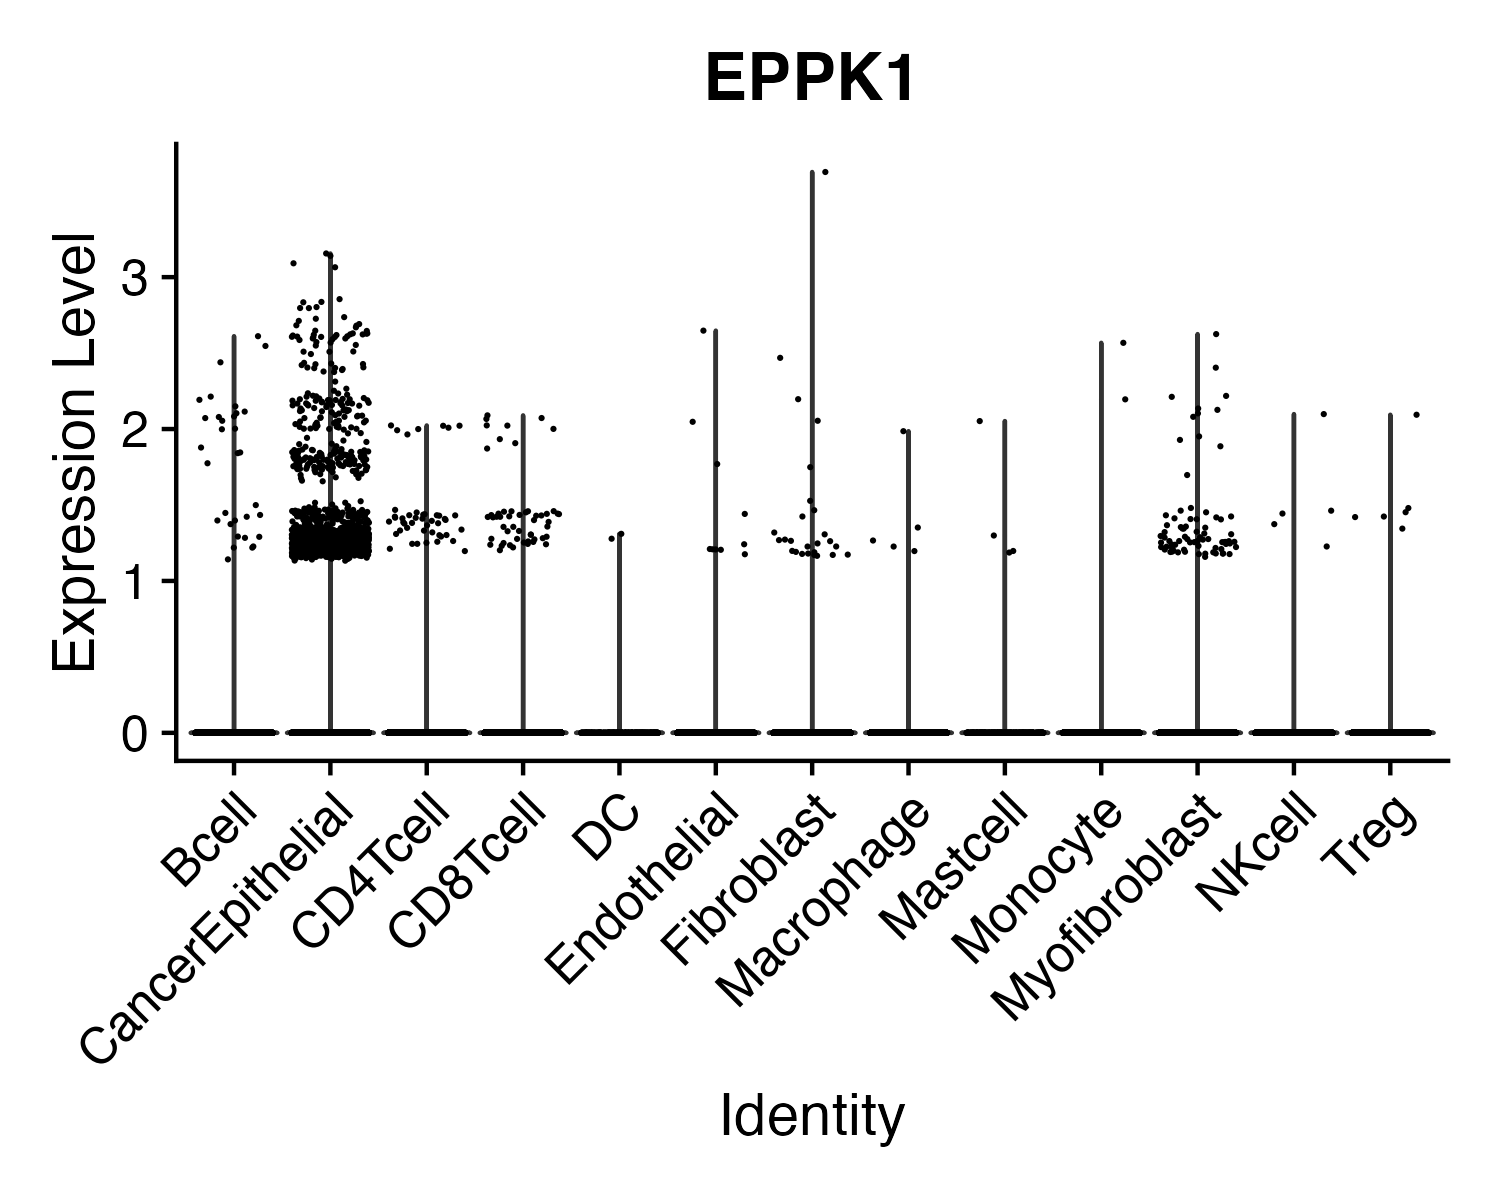 EPPK1
Expression Level
3
2
1
0
Bcell
CancerEpithelial
CD4Tcell
CD8Tcell
DC
Endothelial
Fibroblast
Macrophage
Mastcell
Monocyte
Myofibroblast
NKcell
Treg
Identity